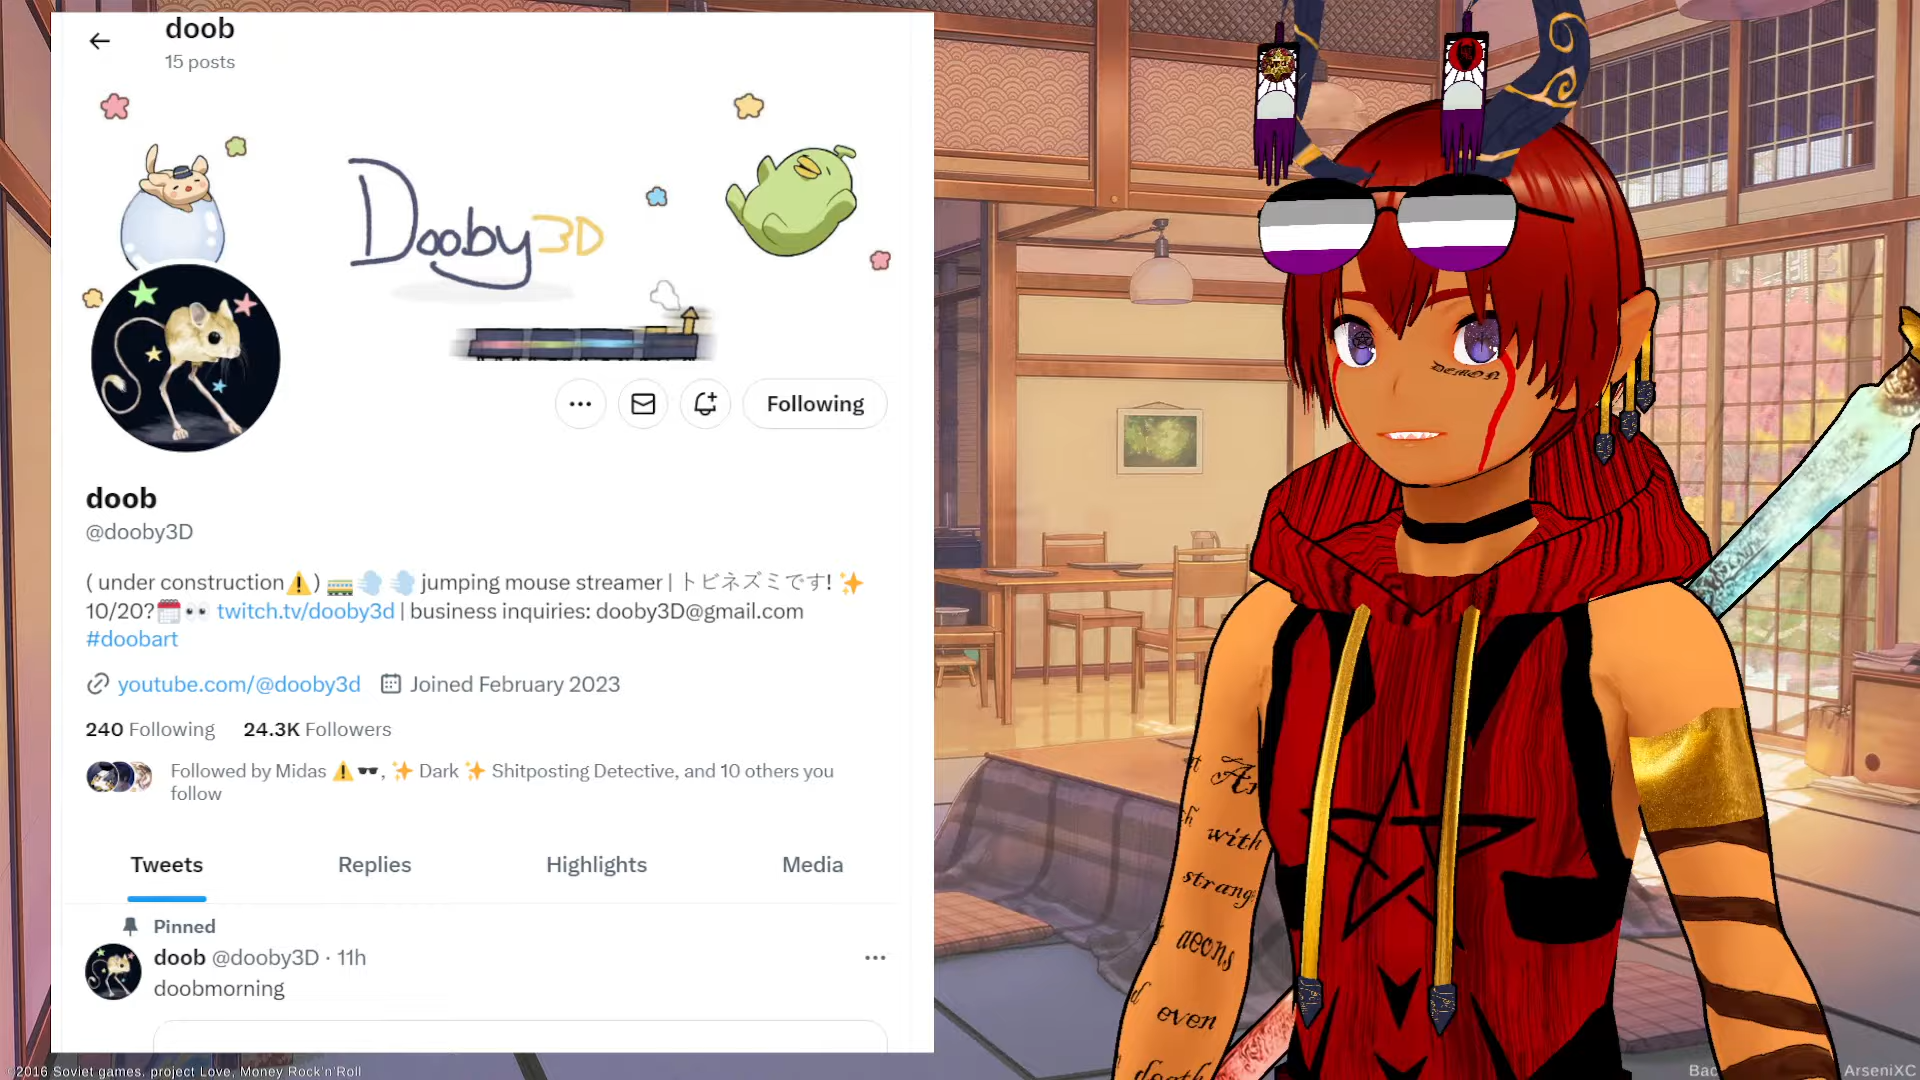 doob
15 posts
Dooby3D
Following
doob
@dooby3D
( under construction⚠️) 🚃💨 💨 jumping mouse streamer | トビネズミです! ✨
10/20?🗓️👀 twitch.tv/dooby3d | business inquiries: dooby3D@gmail.com
#doobart
youtube.com/@dooby3d Joined February 2023
240 Following 24.3K Followers
Followed by Midas ⚠️🕶️, ✨ Dark ✨ Shitposting Detective, and 10 others you
follow
Tweets Replies Highlights Media
Pinned
doob @dooby3D · 11h
doobmorning
DEMON
with
strang
aeons
even
death
©2016 Soviet games. project Love, Money Rock'n'Roll
ArseniXC